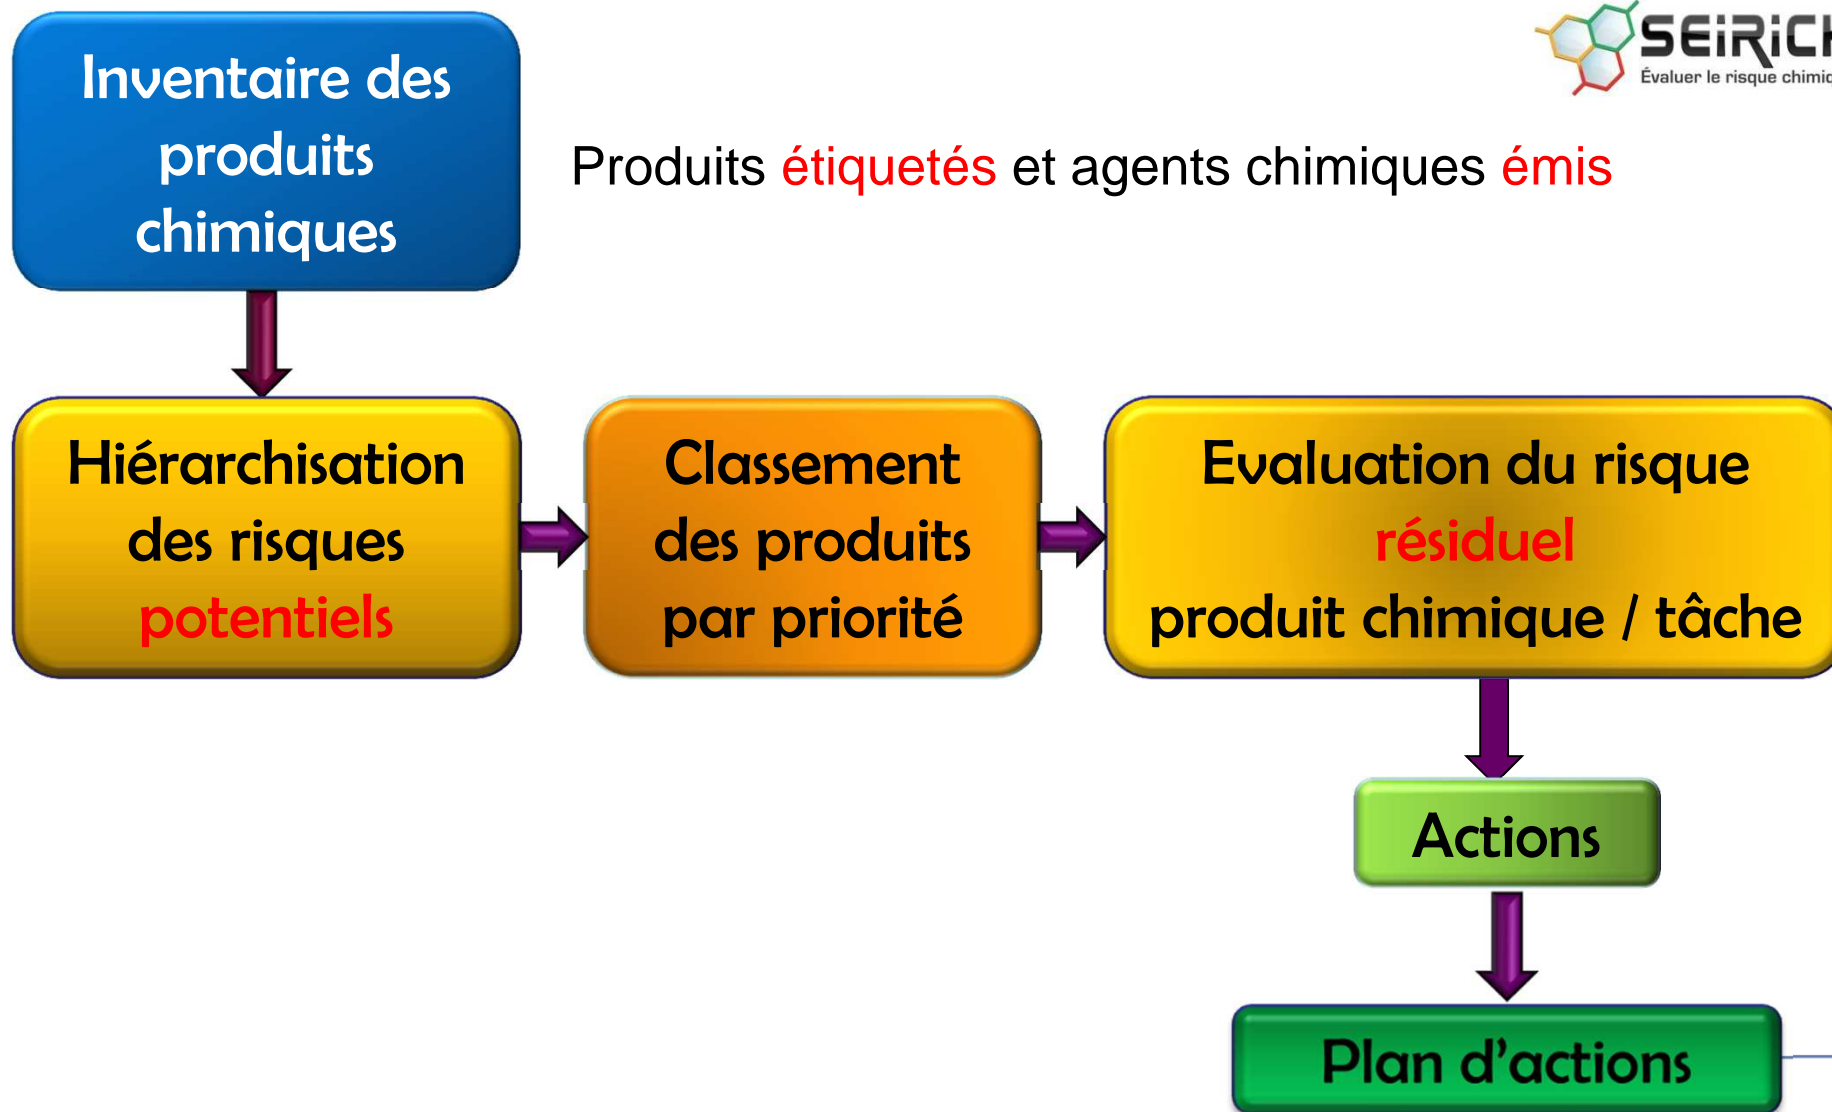 SEiRiCH
Évaluer le risque chimiq
Inventaire des
produits
chimiques
Produits étiquetés et agents chimiques émis
Hiérarchisation
des risques
potentiels
Classement
des produits
par priorité
Evaluation du risque
résiduel
produit chimique / tâche
Actions
Plan d'actions